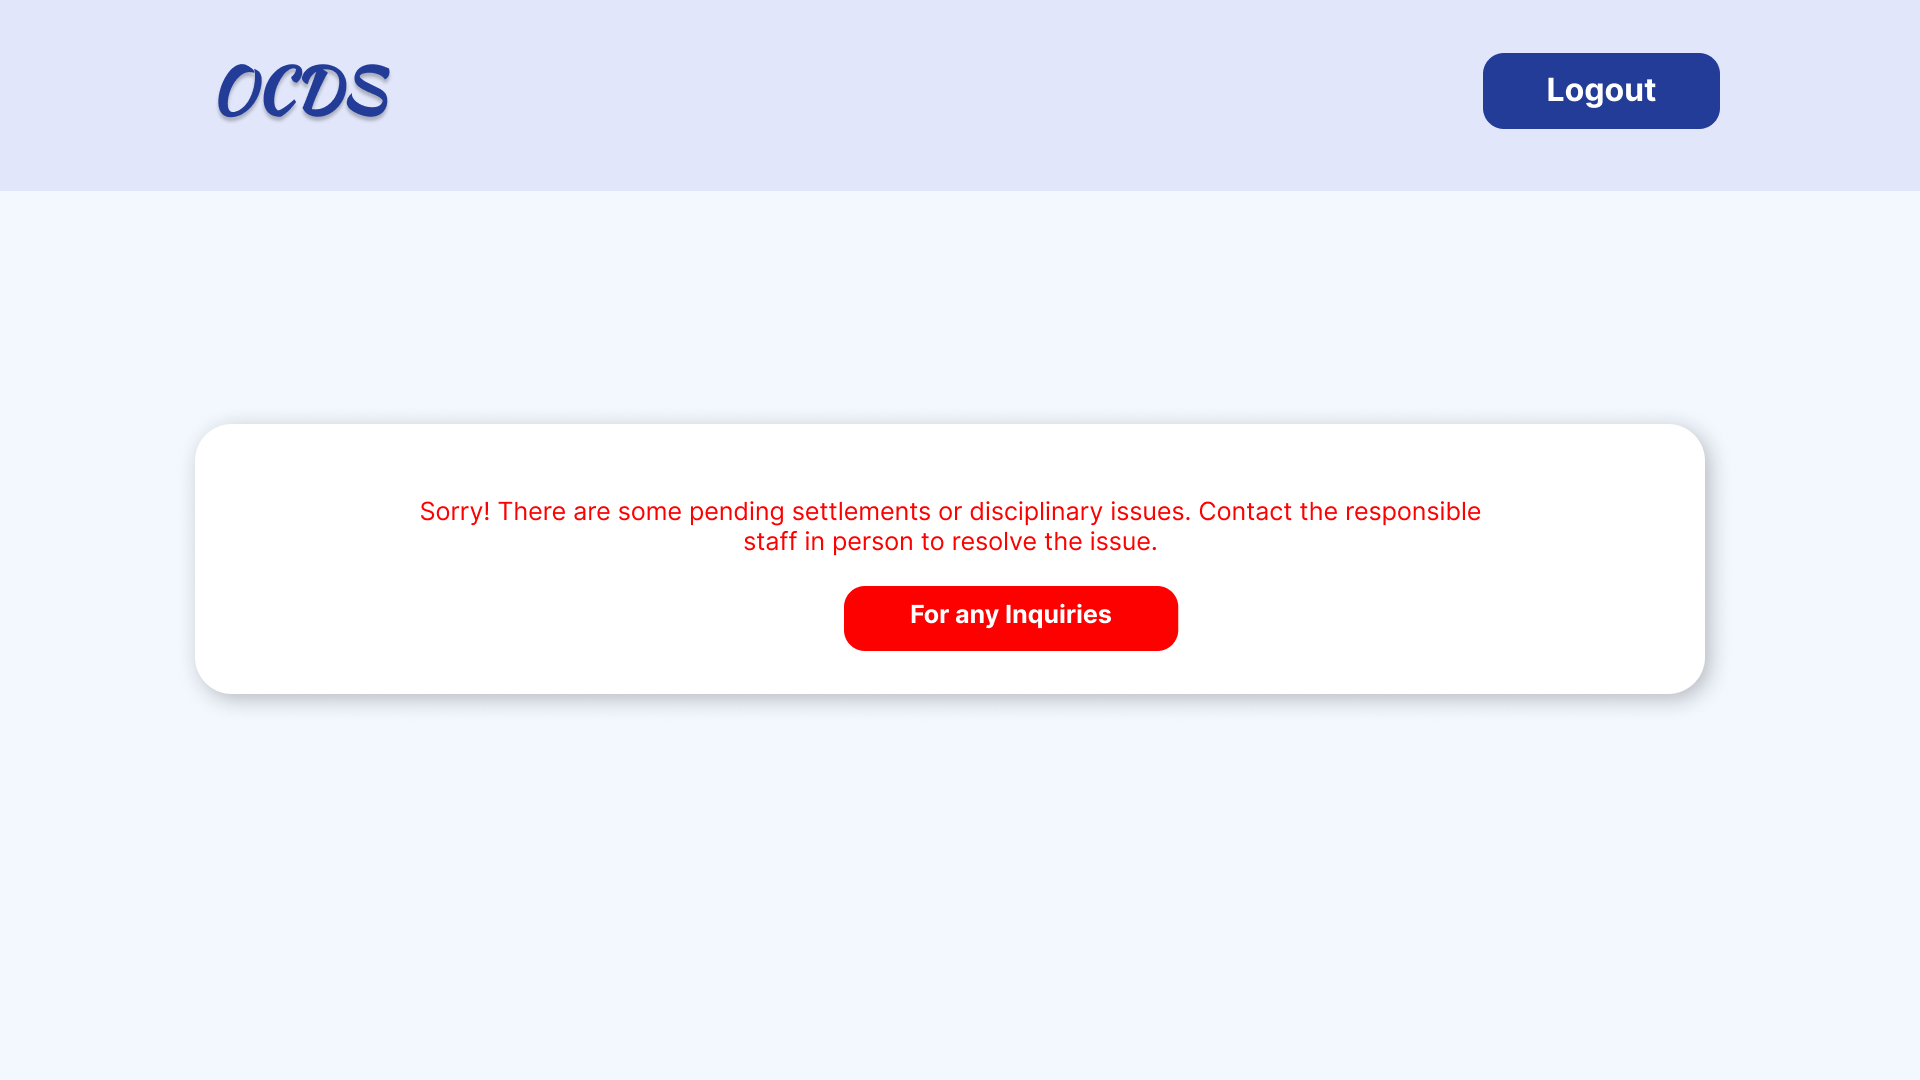 OCDS
Logout
Sorry! There are some pending settlements or disciplinary issues. Contact the responsible
staff in person to resolve the issue.
For any Inquiries